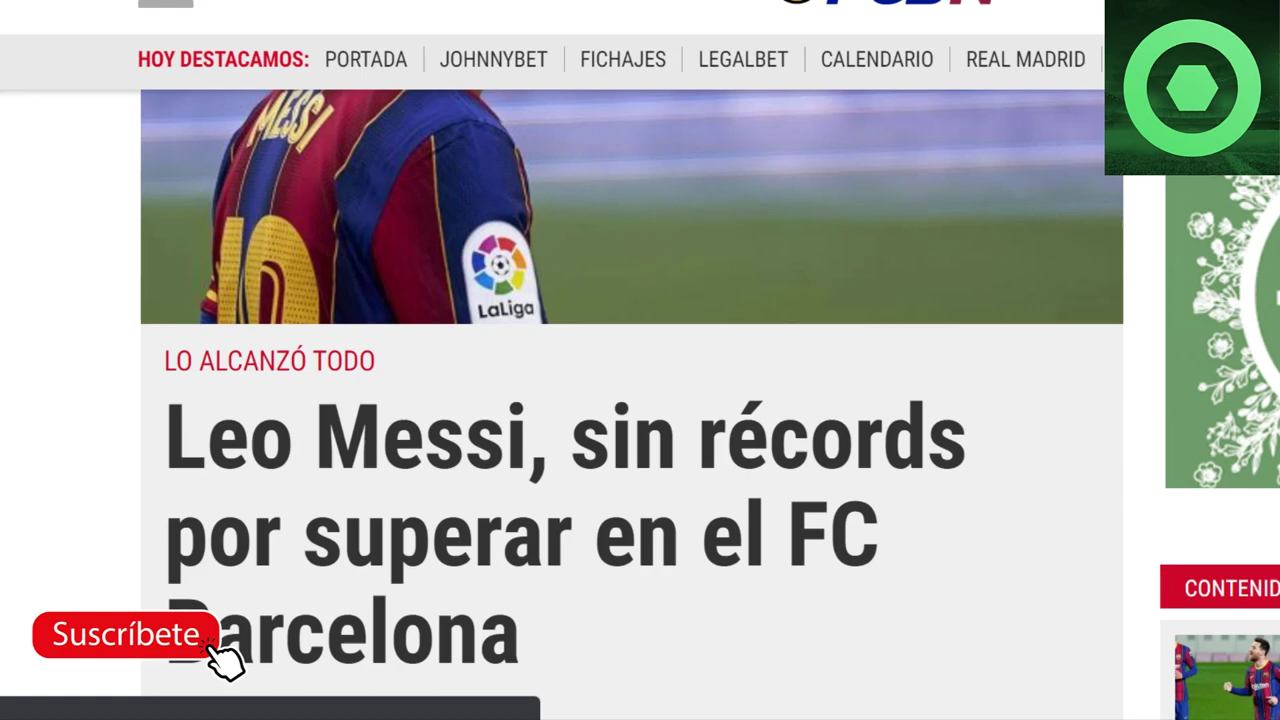 HOY DESTACAMOS: PORTADA JOHNNYBET FICHAJES LEGALBET CALENDARIO REAL MADRID
MESSI
10
LaLiga
LO ALCANZÓ TODO
Leo Messi, sin récords
por superar en el FC
Barcelona
Suscríbete